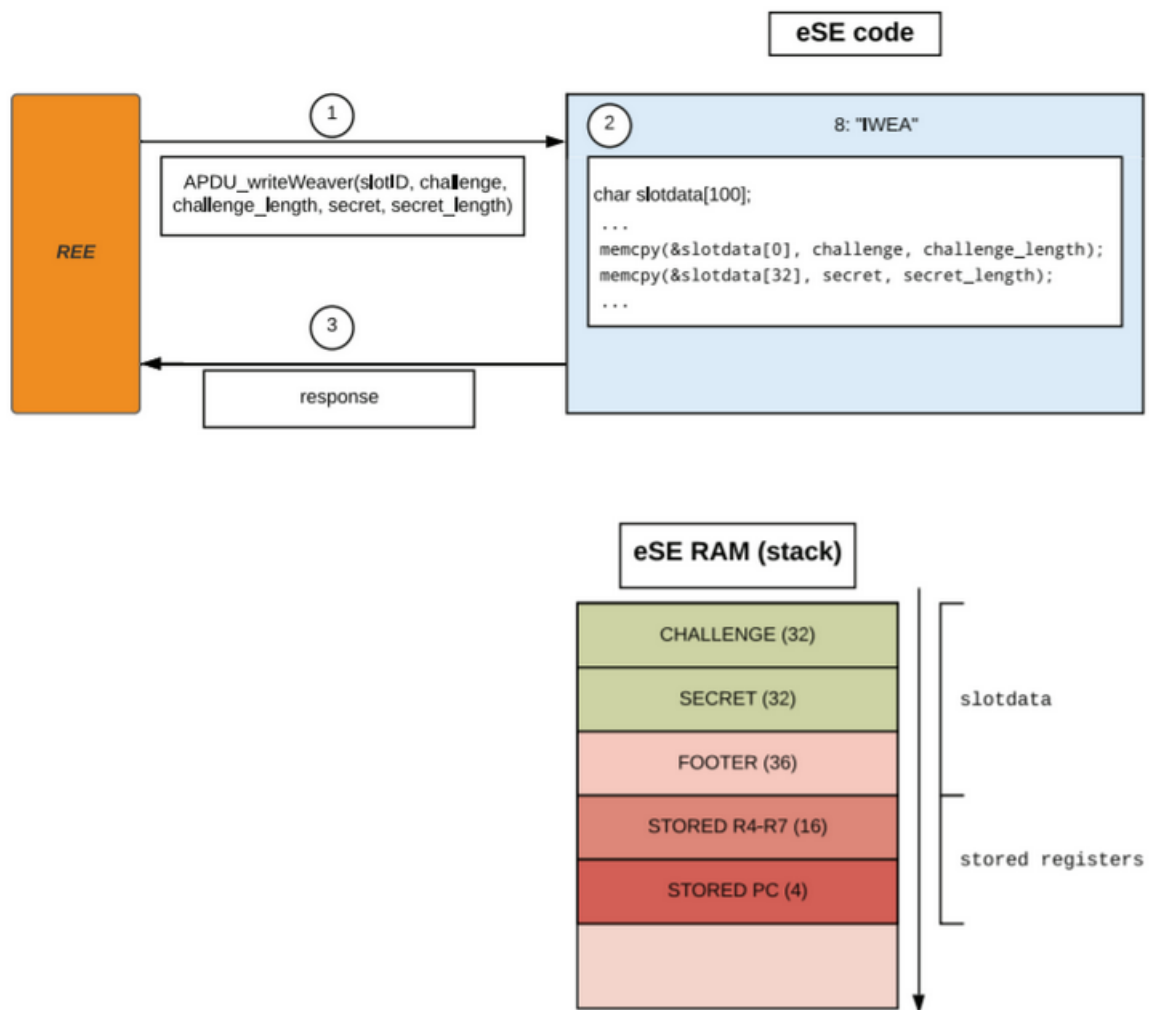 eSE code
1
2
8: "IWEA"
APDU_writeWeaver(slotID, challenge,
challenge_length, secret, secret_length)
char slotdata[100];
...
memcpy(&slotdata[0], challenge, challenge_length);
memcpy(&slotdata[32], secret, secret_length);
...
REE
3
response
eSE RAM (stack)
CHALLENGE (32)
SECRET (32)
slotdata
FOOTER (36)
STORED R4-R7 (16)
stored registers
STORED PC (4)